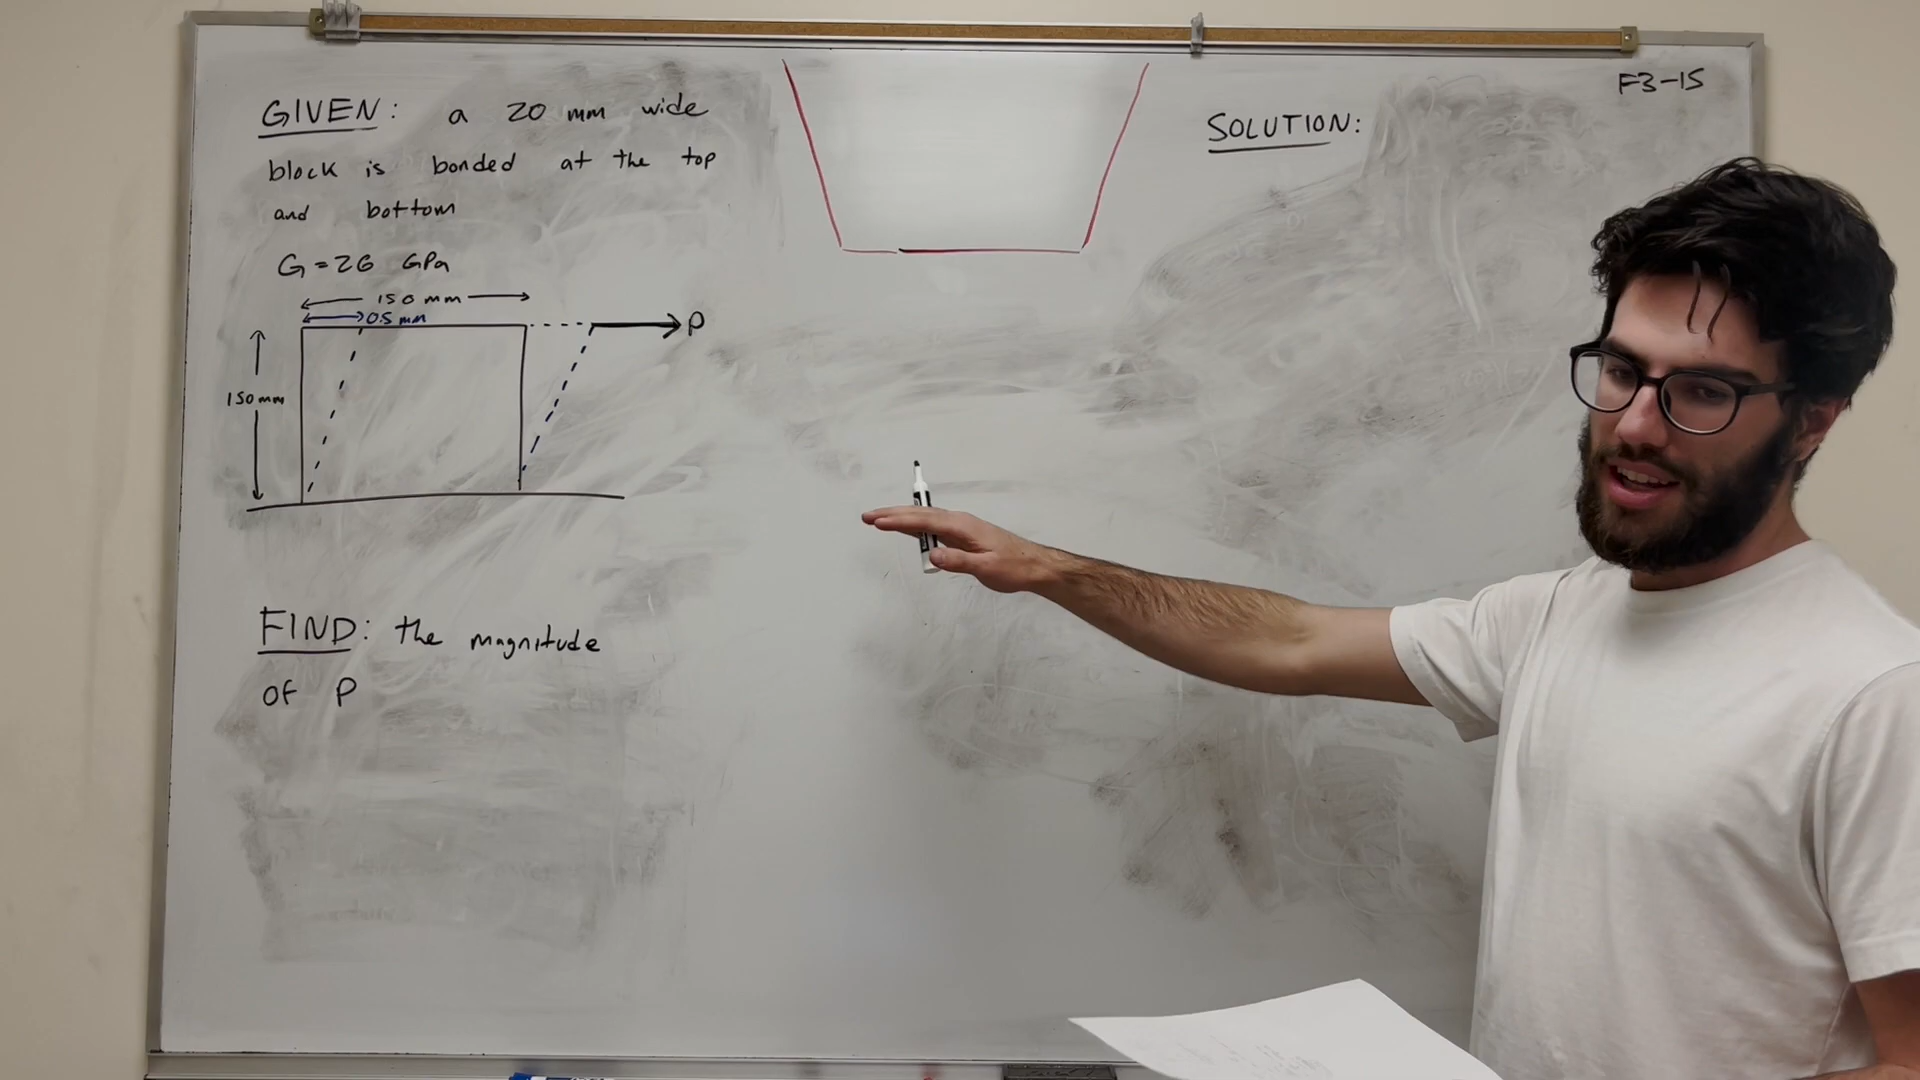 GIVEN: a 20 mm wide
block is bonded at the top
and bottom
G = 26 GPa
150 mm
0.5 mm
P
150 mm
FIND: the magnitude
of P
SOLUTION:
F3-15